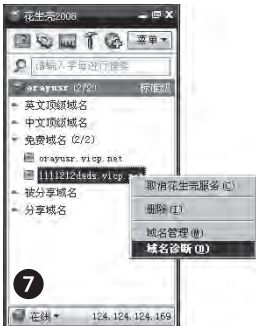 花生壳2008
菜单
请输入字母进行搜索
orayusr (2/2) 标准级
英文顶级域名
中文顶级域名
免费域名 (2/2)
orayusr.vicp.net
1111212dsds.vicp.net
被分享域名
分享域名
取消花生壳服务(C)
删除(I)
域名管理(M)
域名诊断(D)
7
在线 124.124.124.169